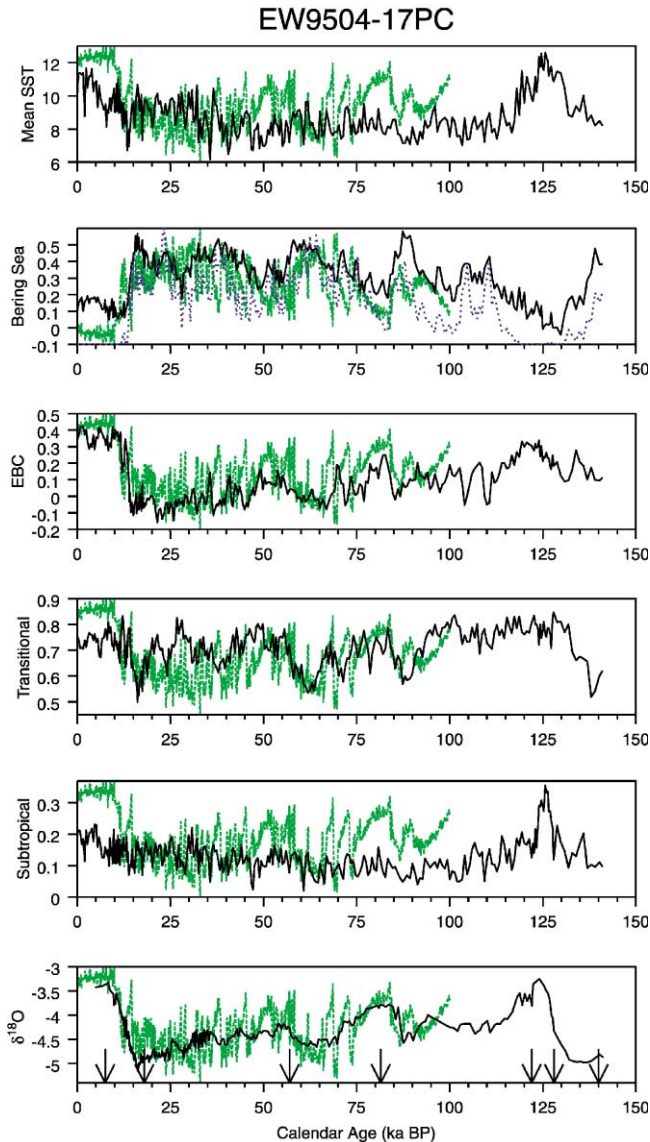 EW9504-17PC
Mean SST
12
10
8
6
0 25 50 75 100 125 150
Bering Sea
0.5
0.4
0.3
0.2
0.1
0
-0.1
0 25 50 75 100 125 150
EBC
0.5
0.4
0.3
0.2
0.1
0
-0.1
-0.2
0 25 50 75 100 125 150
Transitional
0.9
0.8
0.7
0.6
0.5
0 25 50 75 100 125 150
Subtropical
0.3
0.2
0.1
0
0 25 50 75 100 125 150
δ18O
-3
-3.5
-4
-4.5
-5
0 25 50 75 100 125 150
Calendar Age (ka BP)